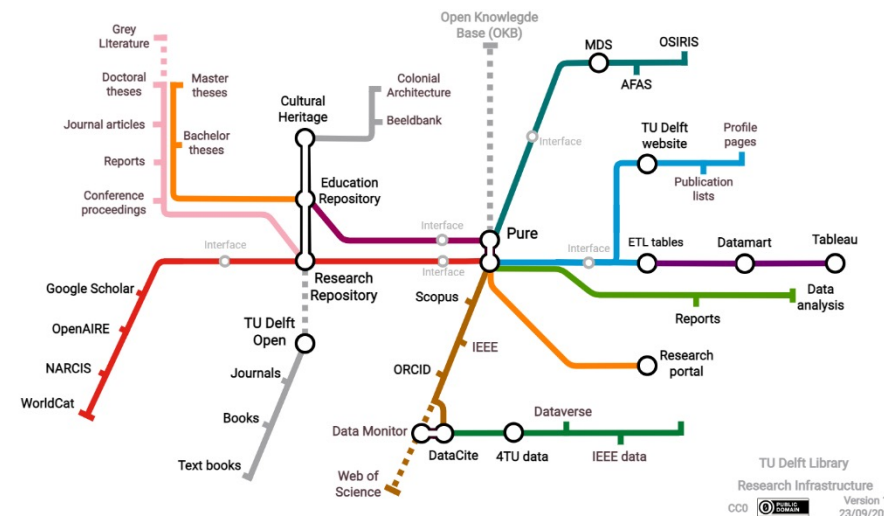 Grey
LIterature
Doctoral
theses
Master
theses
Journal articles
Bachelor
theses
Reports
Conference
proceedings
Cultural
Heritage
Colonial
Architecture
Beeldbank
Education
Repository
Open Knowlegde
Base (OKB)
MDS
OSIRIS
AFAS
Interface
TU Delft
website
Profile
pages
Publication
lists
Interface
Pure
Interface
Interface
Interface
ETL tables
Datamart
Tableau
Research
Repository
Google Scholar
OpenAIRE
NARCIS
WorldCat
TU Delft
Open
Journals
Books
Text books
Scopus
IEEE
ORCID
Reports
Data
analysis
Research
portal
Data Monitor
DataCite
4TU data
Dataverse
IEEE data
Web of
Science
TU Delft Library
Research Infrastructure
CC0
PUBLIC
DOMAIN
Version
23/09/20